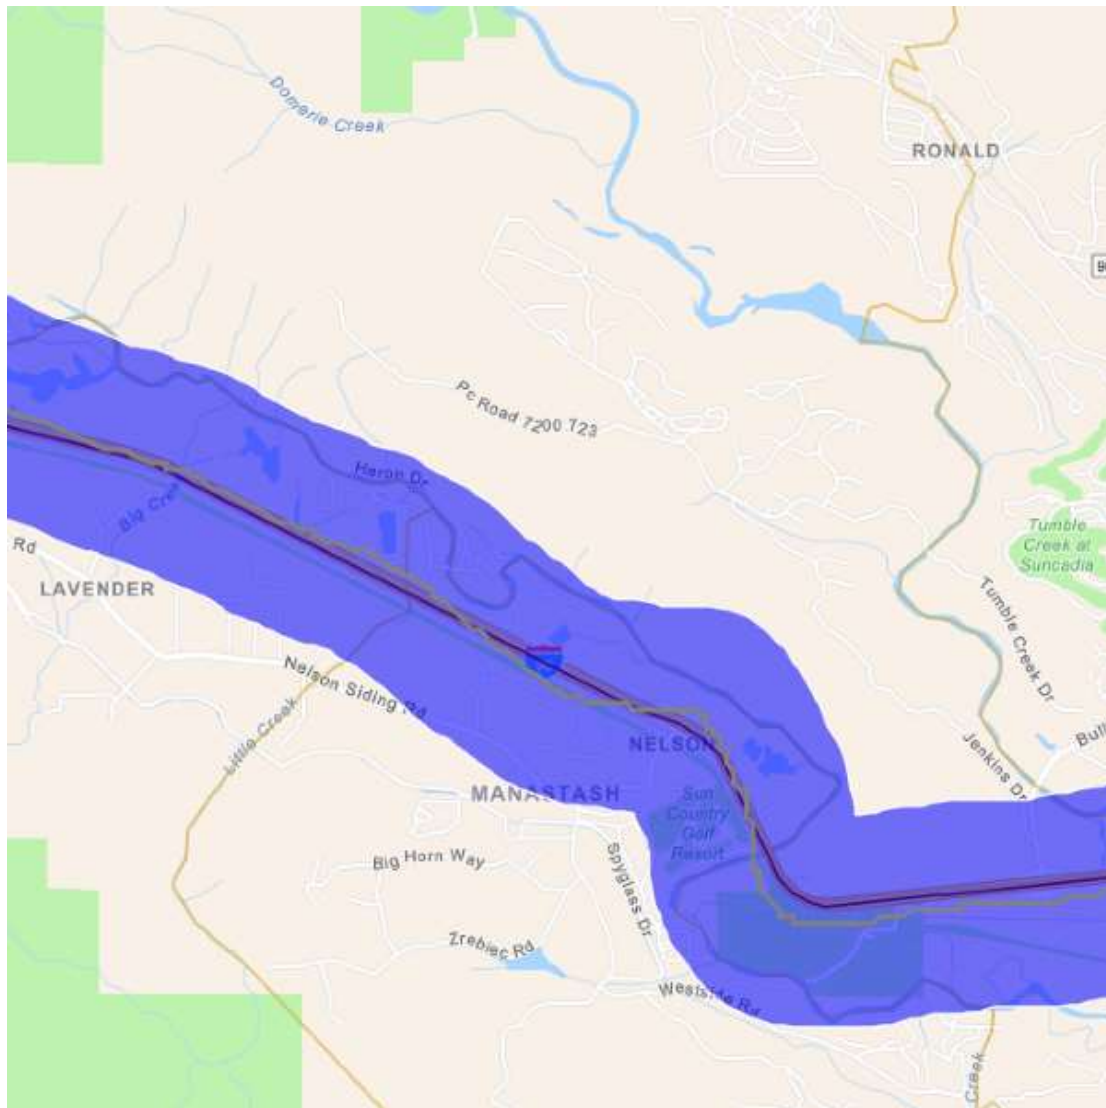 Domerie Creek
RONALD
Pc Road 7200 723
Heron Dr
Big Creek
Rd
LAVENDER
Tumble
Creek at
Suncadia
Tumble Creek Dr
Nelson Siding Rd
Little Creek
NELSON
Jenkins Dr
Bull
MANASTASH
Sun
Country
Golf
Resort
Big Horn Way
Spyglass Dr
Zrebiec Rd
Westside Rd
Creek